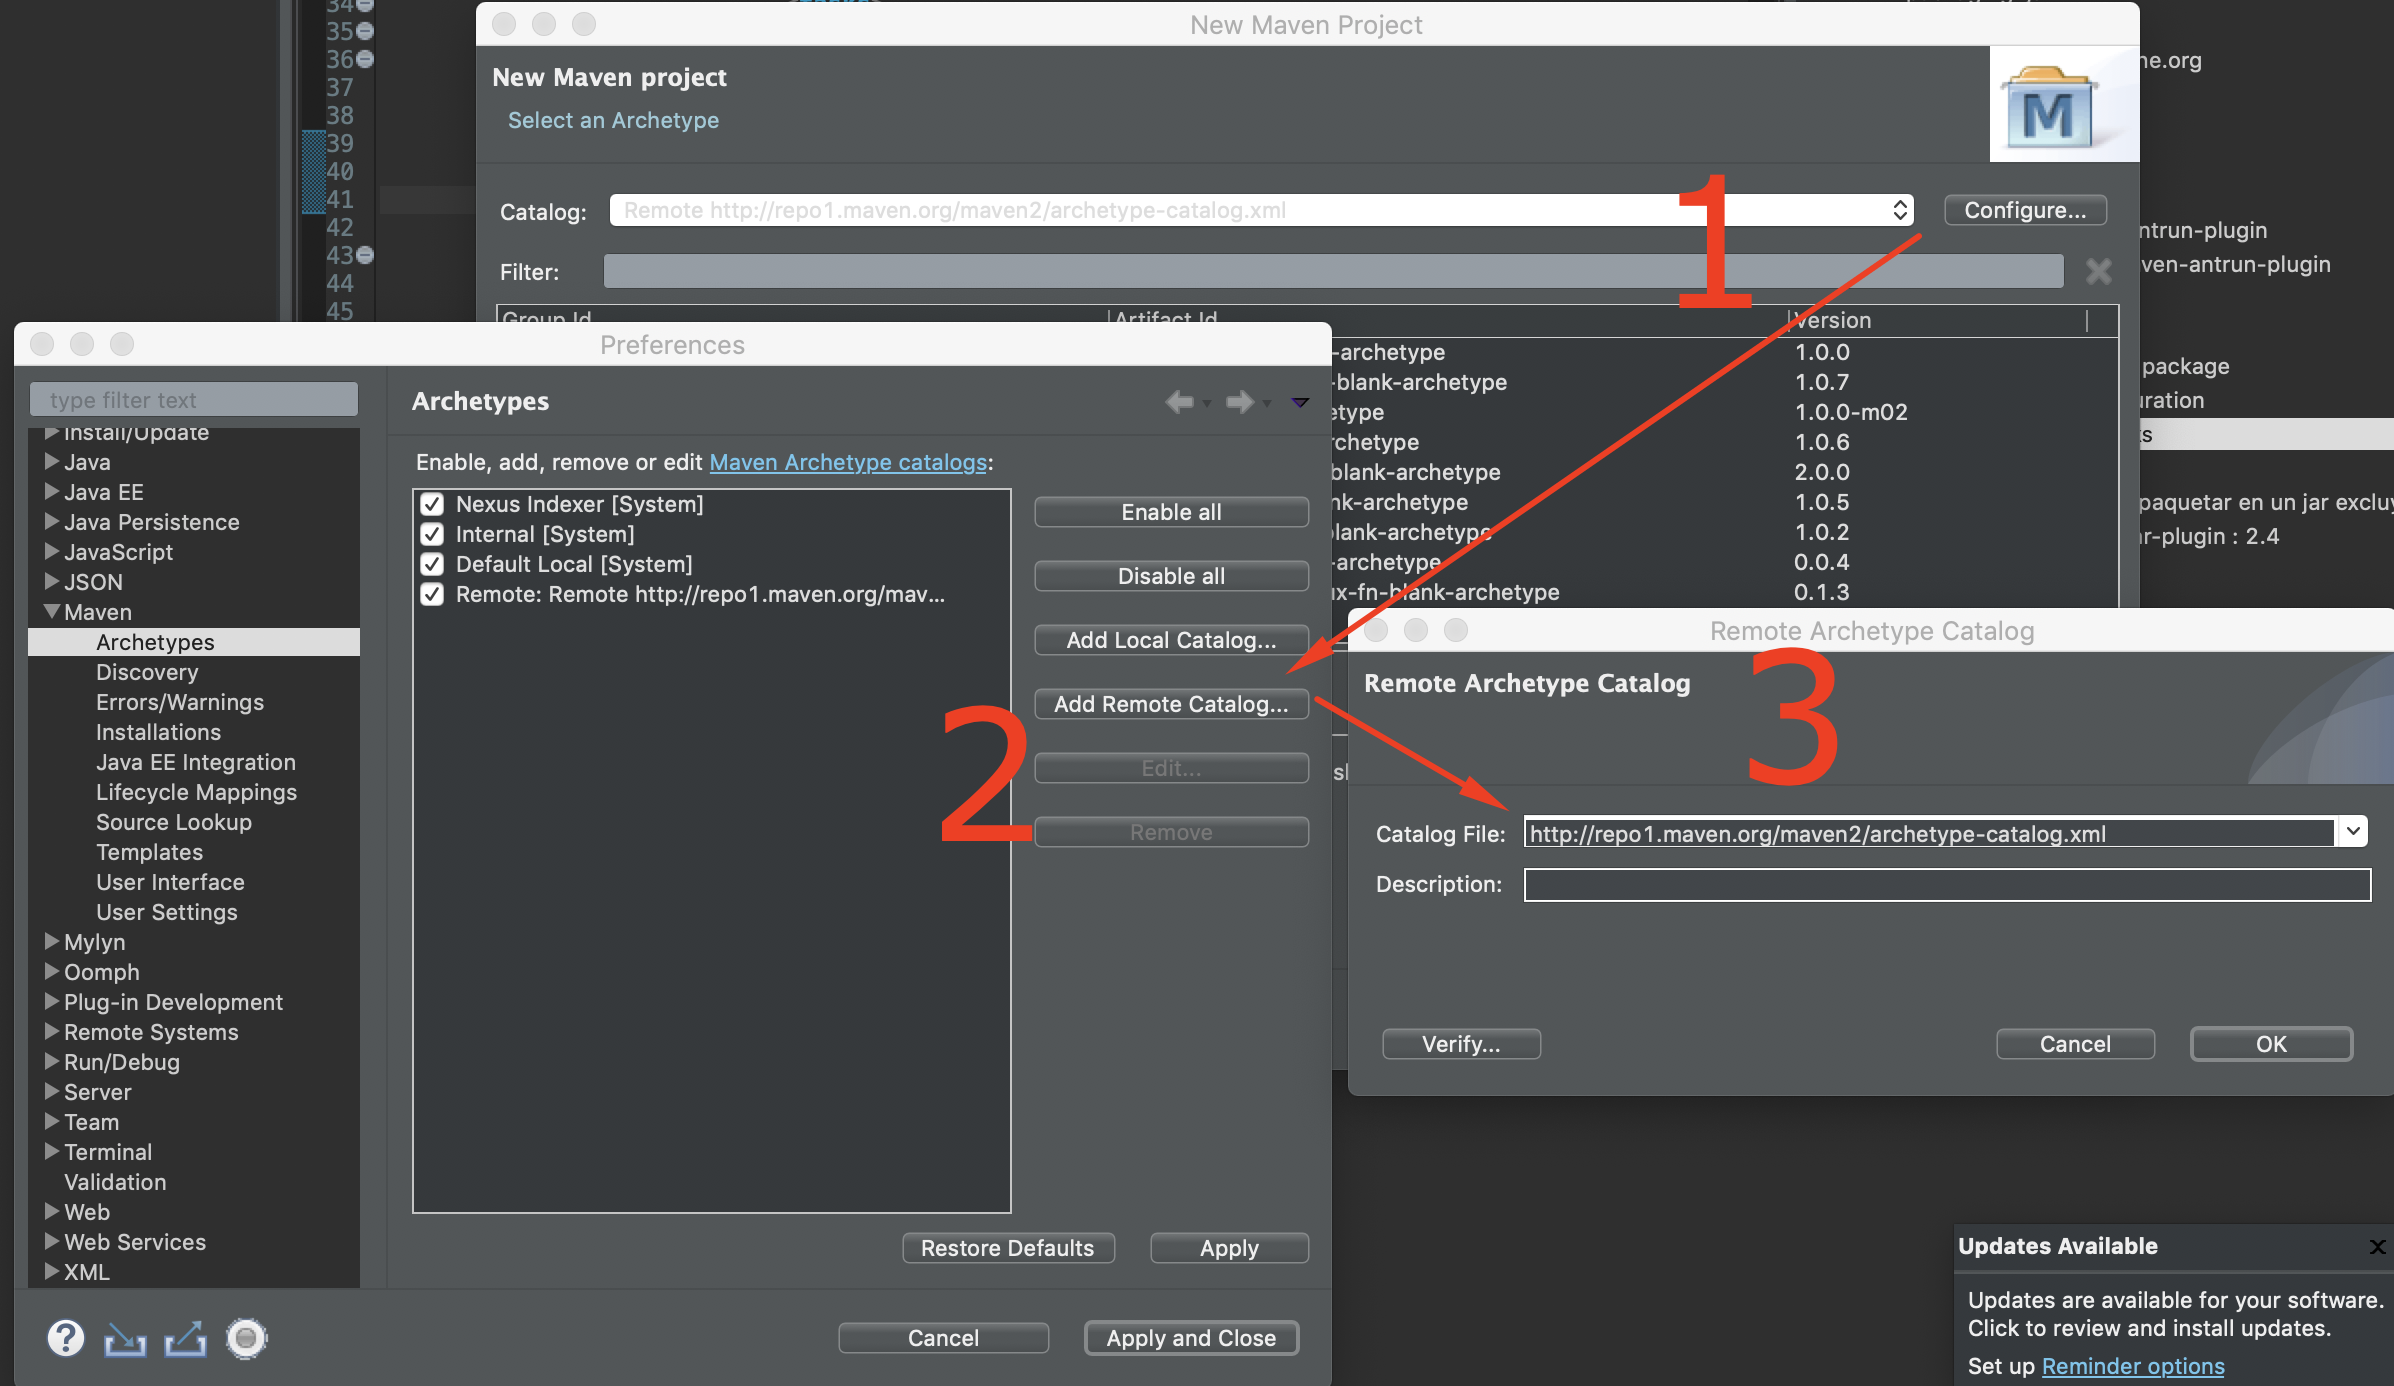 34
35
36
37
38
39
40
41
42
43
44
45
New Maven Project
New Maven project
Select an Archetype
Catalog: Remote http://repo1.maven.org/maven2/archetype-catalog.xml Configure...
Filter:
Group Id Artifact Id Version
-archetype 1.0.0
-blank-archetype 1.0.7
etype 1.0.0-m02
rchetype 1.0.6
blank-archetype 2.0.0
nk-archetype 1.0.5
lank-archetype 1.0.2
-archetype 0.0.4
ux-fn-blank-archetype 0.1.3
1
ne.org
ntrun-plugin
ven-antrun-plugin
package
uration
ks
paquetar en un jar excluy
ar-plugin : 2.4
Preferences
type filter text
Install/Update
Java
Java EE
Java Persistence
JavaScript
JSON
Maven
Archetypes
Discovery
Errors/Warnings
Installations
Java EE Integration
Lifecycle Mappings
Source Lookup
Templates
User Interface
User Settings
Mylyn
Oomph
Plug-in Development
Remote Systems
Run/Debug
Server
Team
Terminal
Validation
Web
Web Services
XML
Archetypes
Enable, add, remove or edit Maven Archetype catalogs:
Nexus Indexer [System]
Internal [System]
Default Local [System]
Remote: Remote http://repo1.maven.org/mav...
Enable all
Disable all
Add Local Catalog...
Add Remote Catalog...
Edit...
Remove
2
Restore Defaults Apply
Cancel Apply and Close
Remote Archetype Catalog
Remote Archetype Catalog
3
Catalog File: http://repo1.maven.org/maven2/archetype-catalog.xml
Description:
Verify... Cancel OK
Updates Available
Updates are available for your software.
Click to review and install updates.
Set up Reminder options